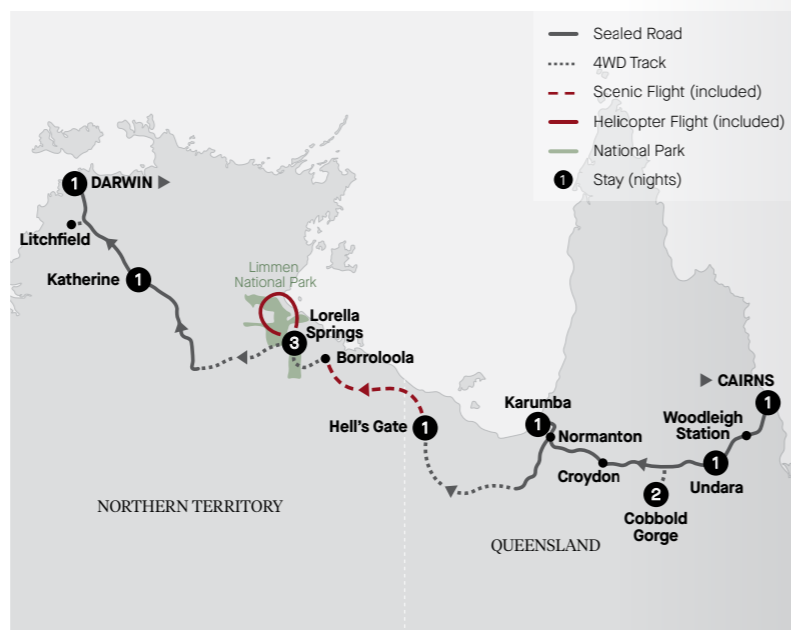 Sealed Road
4WD Track
Scenic Flight (included)
Helicopter Flight (included)
National Park
1 Stay (nights)
1 DARWIN
Litchfield
Katherine 1
Limmen
National Park
Lorella
Springs
3
Borroloola
Hell's Gate 1
CAIRNS
1
Karumba
1
Normanton
Woodleigh
Station
Croydon
1
Undara
2
Cobbold
Gorge
NORTHERN TERRITORY
QUEENSLAND